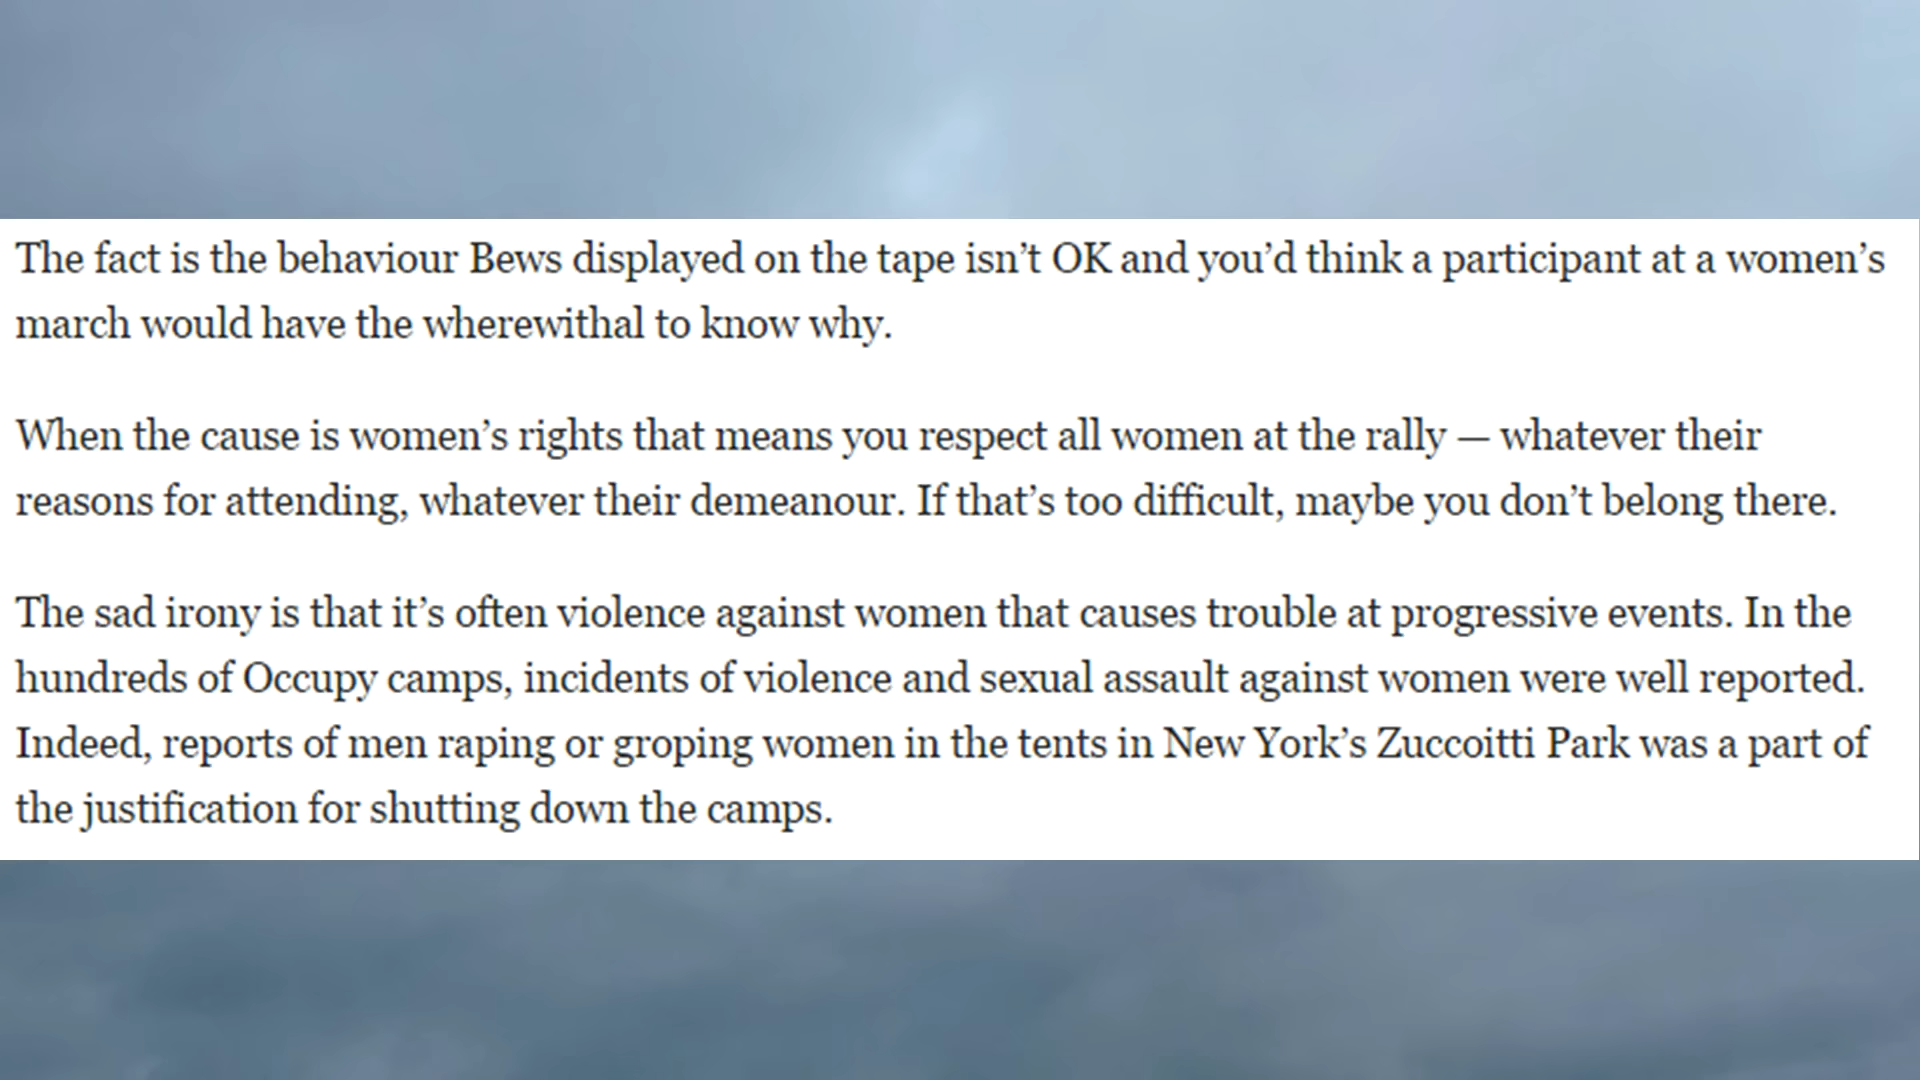 The fact is the behaviour Bews displayed on the tape isn’t OK and you’d think a participant at a women’s
march would have the wherewithal to know why.
When the cause is women’s rights that means you respect all women at the rally — whatever their
reasons for attending, whatever their demeanour. If that’s too difficult, maybe you don’t belong there.
The sad irony is that it’s often violence against women that causes trouble at progressive events. In the
hundreds of Occupy camps, incidents of violence and sexual assault against women were well reported.
Indeed, reports of men raping or groping women in the tents in New York’s Zuccoitti Park was a part of
the justification for shutting down the camps.